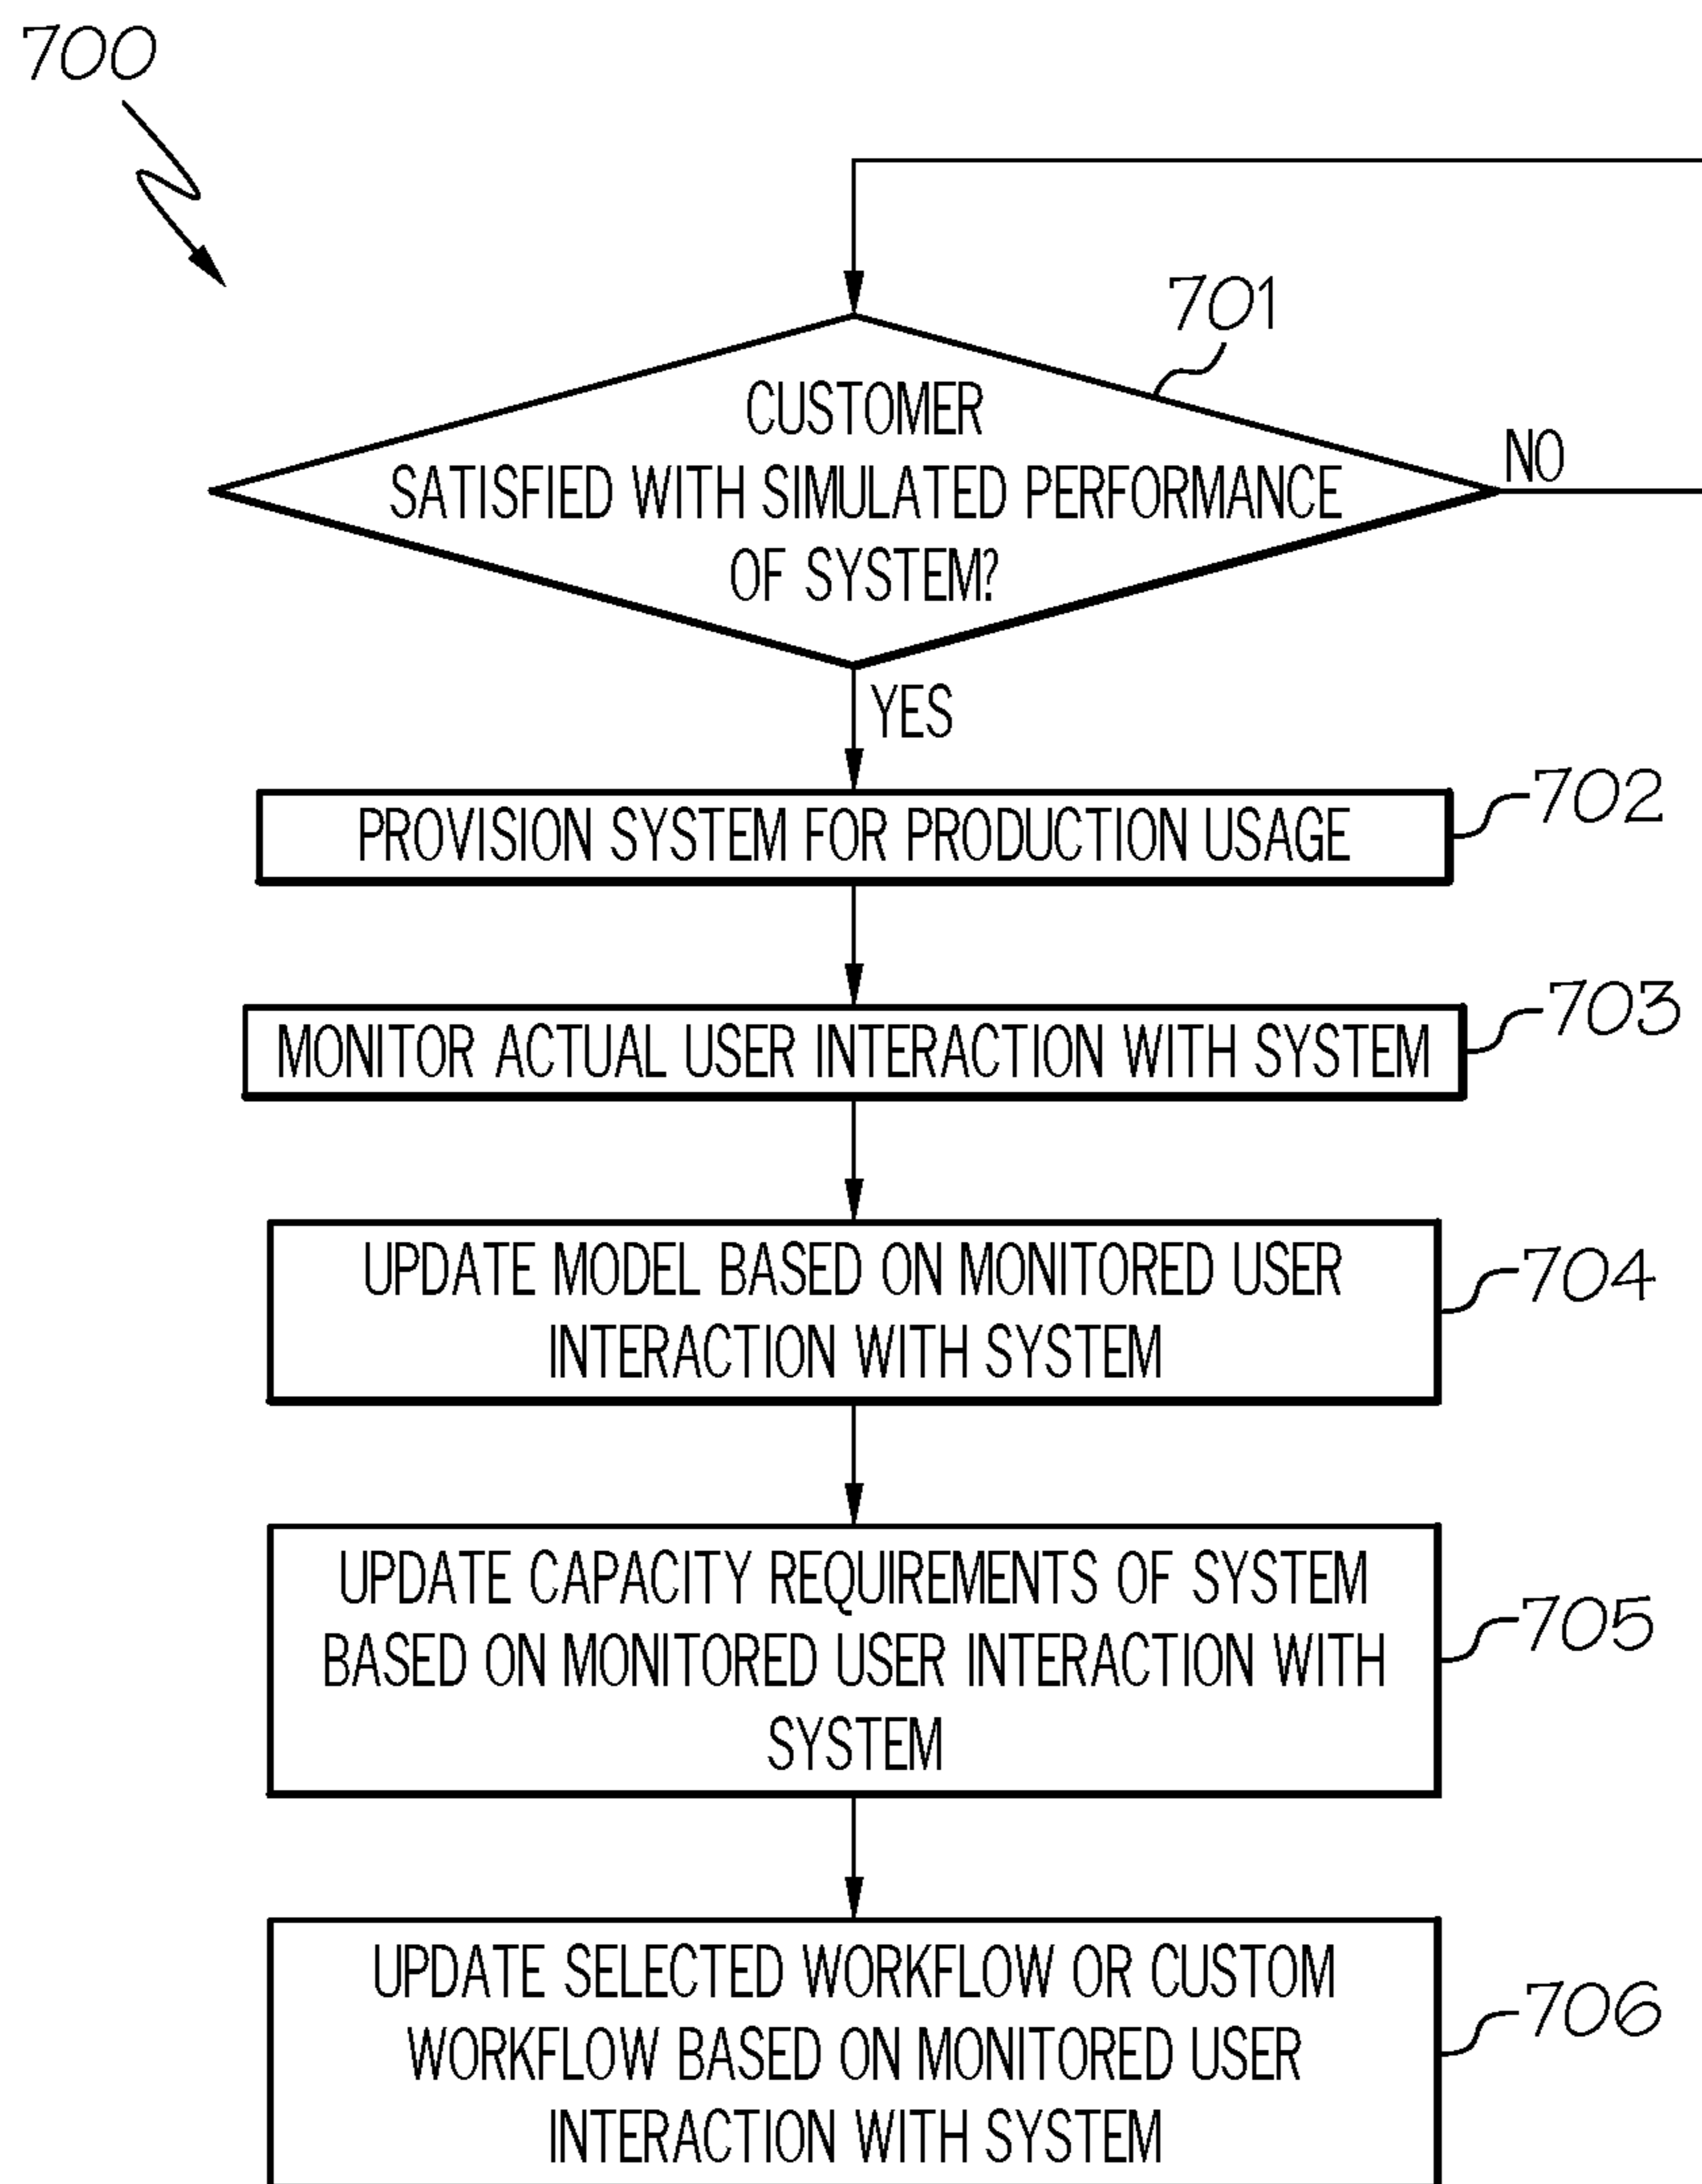 700
701
CUSTOMER
SATISFIED WITH SIMULATED PERFORMANCE
OF SYSTEM?
NO
YES
PROVISION SYSTEM FOR PRODUCTION USAGE
702
MONITOR ACTUAL USER INTERACTION WITH SYSTEM
703
UPDATE MODEL BASED ON MONITORED USER
INTERACTION WITH SYSTEM
704
UPDATE CAPACITY REQUIREMENTS OF SYSTEM
BASED ON MONITORED USER INTERACTION WITH
SYSTEM
705
UPDATE SELECTED WORKFLOW OR CUSTOM
WORKFLOW BASED ON MONITORED USER
INTERACTION WITH SYSTEM
706